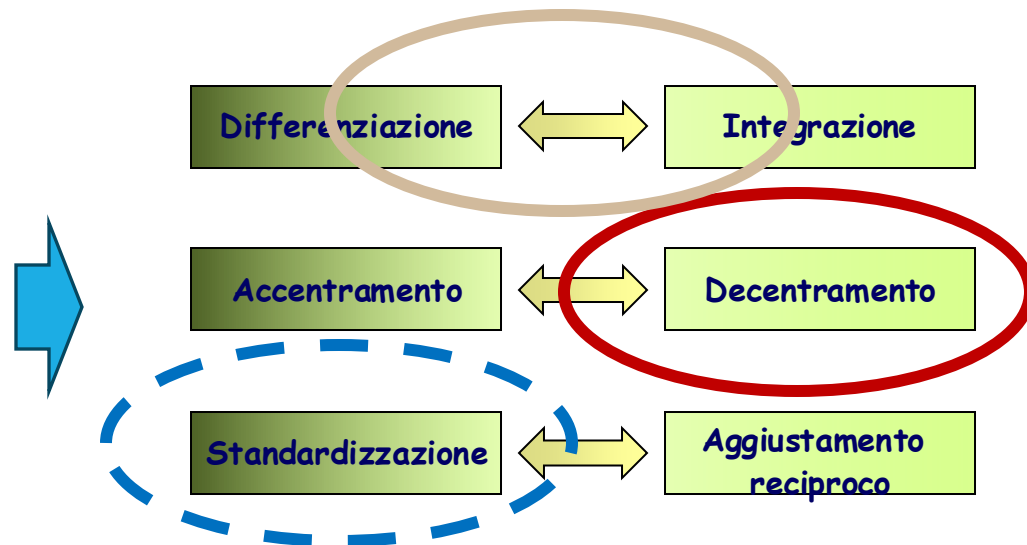 Differenziazione
Integrazione
Accentramento
Decentramento
Standardizzazione
Aggiustamento
reciproco